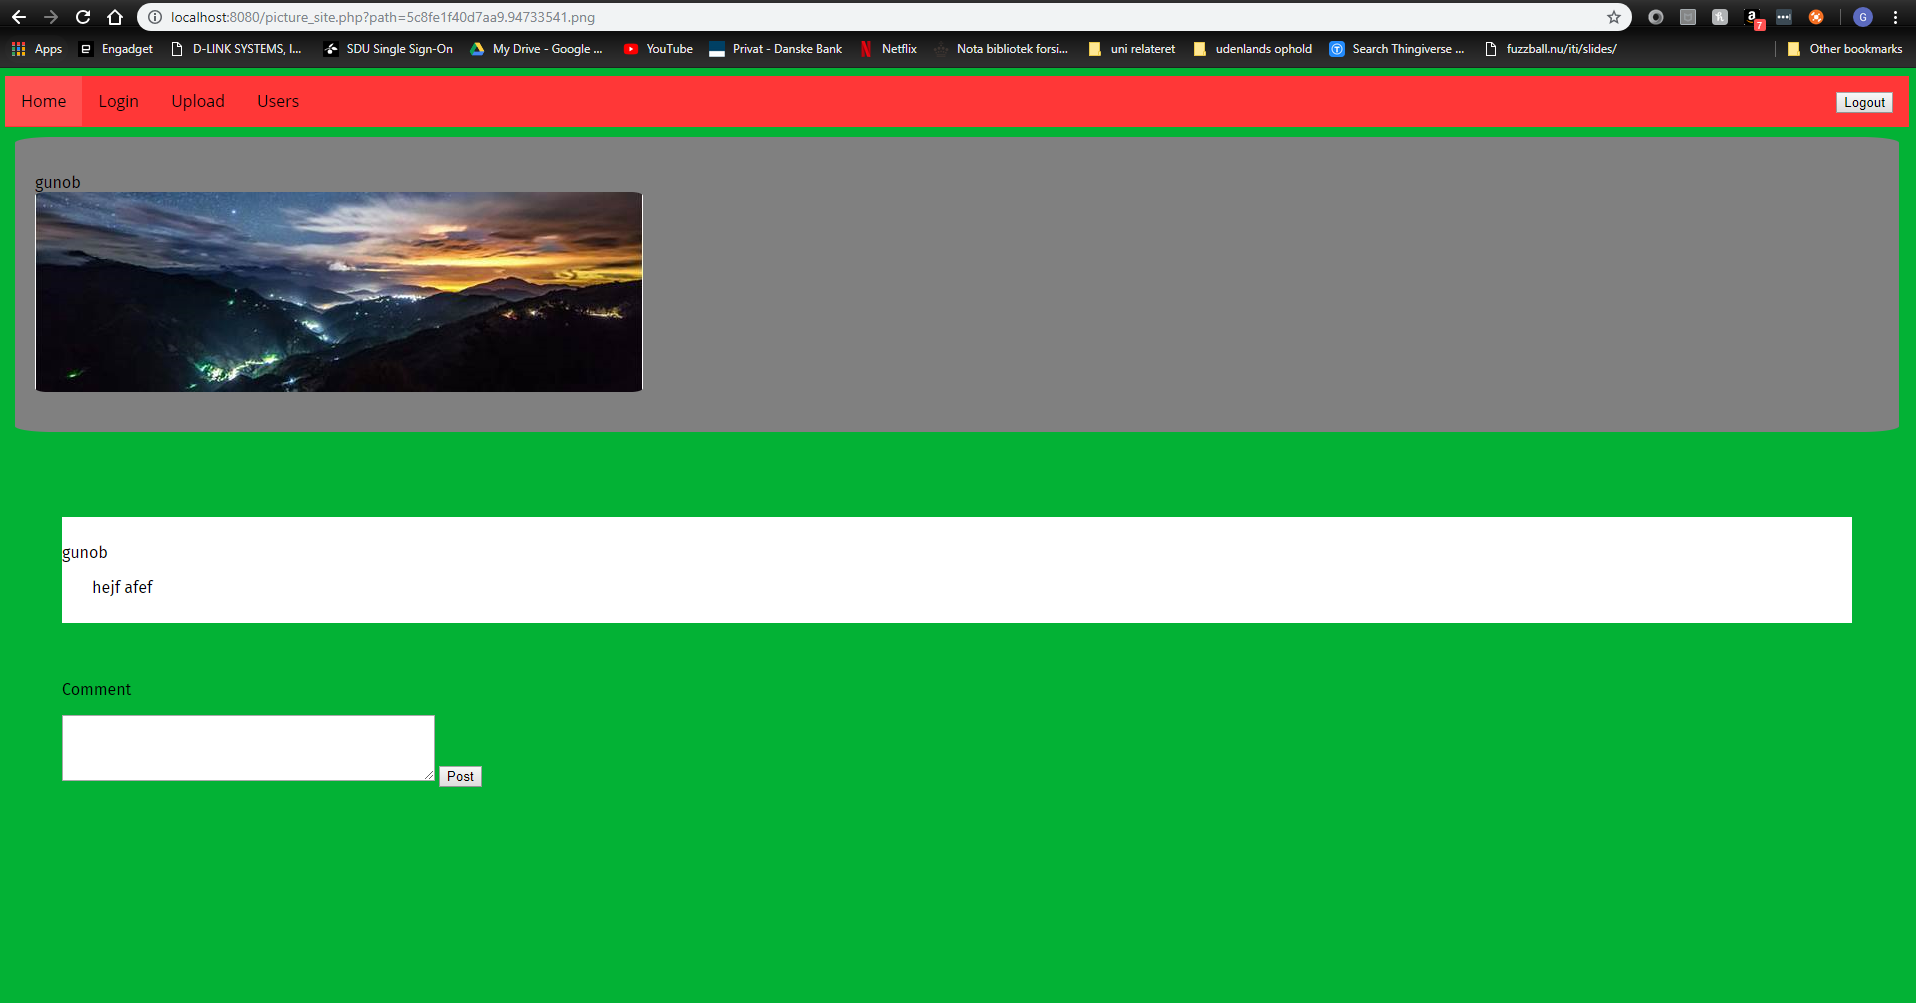 localhost:8080/picture_site.php?path=5c8fe1f40d7aa9.94733541.png
a 7 G
Apps Engadget D-LINK SYSTEMS, I... SDU Single Sign-On My Drive - Google ... YouTube Privat - Danske Bank Netflix Nota bibliotek forsi... uni relateret udenlands ophold Search Thingiverse ... fuzzball.nu/iti/slides/ Other bookmarks
Home Login Upload Users Logout
gunob
gunob
hejf afef
Comment
Post